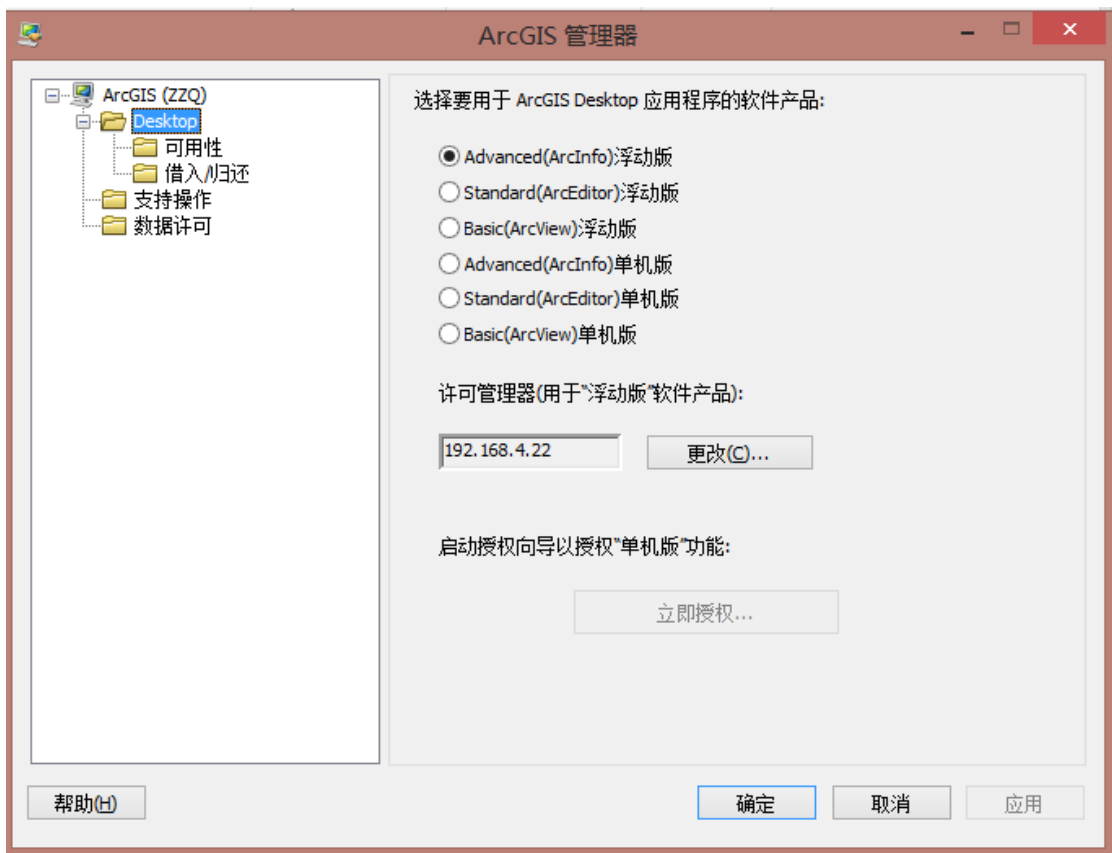 ArcGIS 管理器
ArcGIS (ZZQ)
Desktop
可用性
借入/归还
支持操作
数据许可
选择要用于 ArcGIS Desktop 应用程序的软件产品:
Advanced(ArcInfo)浮动版
Standard(ArcEditor)浮动版
Basic(ArcView)浮动版
Advanced(ArcInfo)单机版
Standard(ArcEditor)单机版
Basic(ArcView)单机版
许可管理器(用于"浮动版"软件产品):
192.168.4.22
更改(C)...
启动授权向导以授权"单机版"功能:
立即授权...
帮助(H)
确定
取消
应用